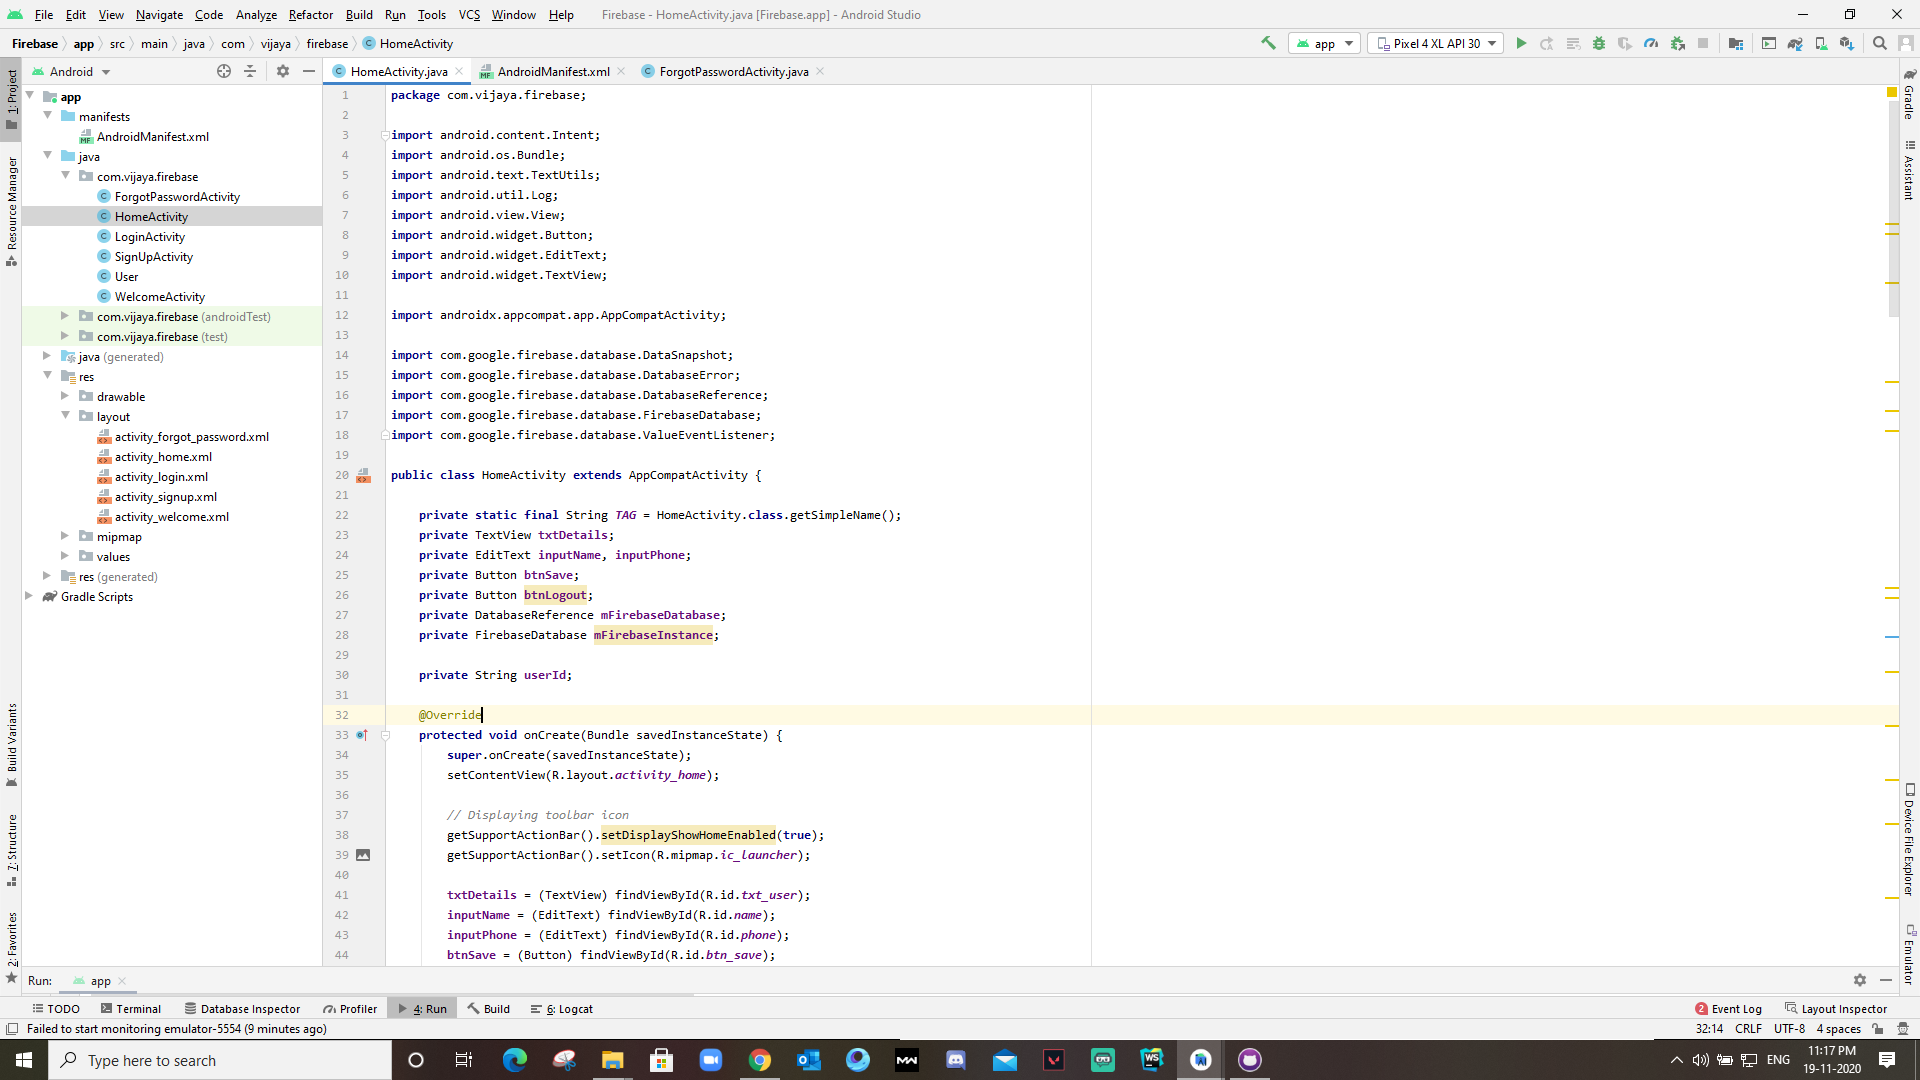 File Edit View Navigate Code Analyze Refactor Build Run Tools VCS Window Help Firebase - HomeActivity.java [Firebase.app] - Android Studio
Firebase app src main java com vijaya firebase HomeActivity app Pixel 4 XL API 30
Android HomeActivity.java AndroidManifest.xml ForgotPasswordActivity.java
1: Project
Resource Manager
Build Variants
7: Structure
2: Favorites
app
manifests
AndroidManifest.xml
java
com.vijaya.firebase
ForgotPasswordActivity
HomeActivity
LoginActivity
SignUpActivity
User
WelcomeActivity
com.vijaya.firebase (androidTest)
com.vijaya.firebase (test)
java (generated)
res
drawable
layout
activity_forgot_password.xml
activity_home.xml
activity_login.xml
activity_signup.xml
activity_welcome.xml
mipmap
values
res (generated)
Gradle Scripts
1 package com.vijaya.firebase;
2
3 import android.content.Intent;
4 import android.os.Bundle;
5 import android.text.TextUtils;
6 import android.util.Log;
7 import android.view.View;
8 import android.widget.Button;
9 import android.widget.EditText;
10 import android.widget.TextView;
11
12 import androidx.appcompat.app.AppCompatActivity;
13
14 import com.google.firebase.database.DataSnapshot;
15 import com.google.firebase.database.DatabaseError;
16 import com.google.firebase.database.DatabaseReference;
17 import com.google.firebase.database.FirebaseDatabase;
18 import com.google.firebase.database.ValueEventListener;
19
20 public class HomeActivity extends AppCompatActivity {
21
22 private static final String TAG = HomeActivity.class.getSimpleName();
23 private TextView txtDetails;
24 private EditText inputName, inputPhone;
25 private Button btnSave;
26 private Button btnLogout;
27 private DatabaseReference mFirebaseDatabase;
28 private FirebaseDatabase mFirebaseInstance;
29
30 private String userId;
31
32 @Override
33 protected void onCreate(Bundle savedInstanceState) {
34 super.onCreate(savedInstanceState);
35 setContentView(R.layout.activity_home);
36
37 // Displaying toolbar icon
38 getSupportActionBar().setDisplayShowHomeEnabled(true);
39 getSupportActionBar().setIcon(R.mipmap.ic_launcher);
40
41 txtDetails = (TextView) findViewById(R.id.txt_user);
42 inputName = (EditText) findViewById(R.id.name);
43 inputPhone = (EditText) findViewById(R.id.phone);
44 btnSave = (Button) findViewById(R.id.btn_save);
Gradle
Assistant
Device File Explorer
Emulator
Run: app
TODO Terminal Database Inspector Profiler 4: Run Build 6: Logcat 2 Event Log Layout Inspector
Failed to start monitoring emulator-5554 (9 minutes ago) 32:14 CRLF UTF-8 4 spaces
Type here to search WS ENG 11:17 PM
19-11-2020